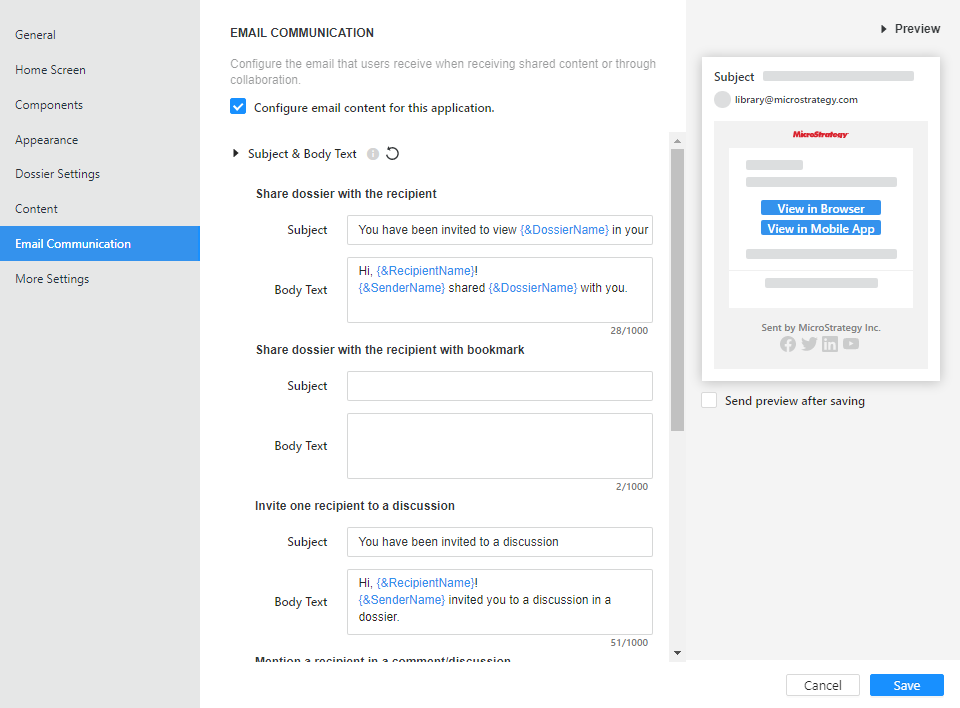 General
Home Screen
Components
Appearance
Dossier Settings
Content
Email Communication
More Settings
EMAIL COMMUNICATION
Configure the email that users receive when receiving shared content or through
collaboration.
Configure email content for this application.
Subject & Body Text
Share dossier with the recipient
Subject
You have been invited to view {&DossierName} in your
Body Text
Hi, {&RecipientName}!
{&SenderName} shared {&DossierName} with you.
28/1000
Share dossier with the recipient with bookmark
Subject
Body Text
2/1000
Invite one recipient to a discussion
Subject
You have been invited to a discussion
Body Text
Hi, {&RecipientName}!
{&SenderName} invited you to a discussion in a
dossier.
51/1000
Mention a recipient in a comment/discussion
Preview
Subject
library@microstrategy.com
MicroStrategy
View in Browser
View in Mobile App
Sent by MicroStrategy Inc.
Send preview after saving
Cancel
Save